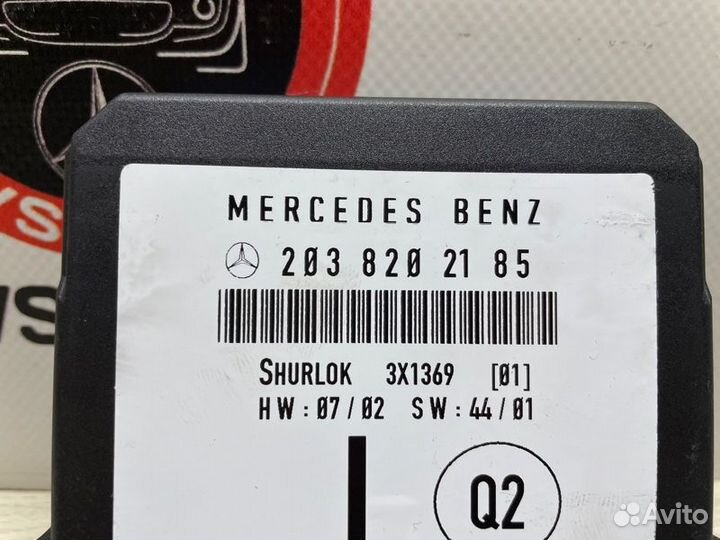 MERCEDES BENZ
203 820 21 85
SHURLOK 3X1369 [01]
HW:07/02 SW:44/01
Q2
Avito